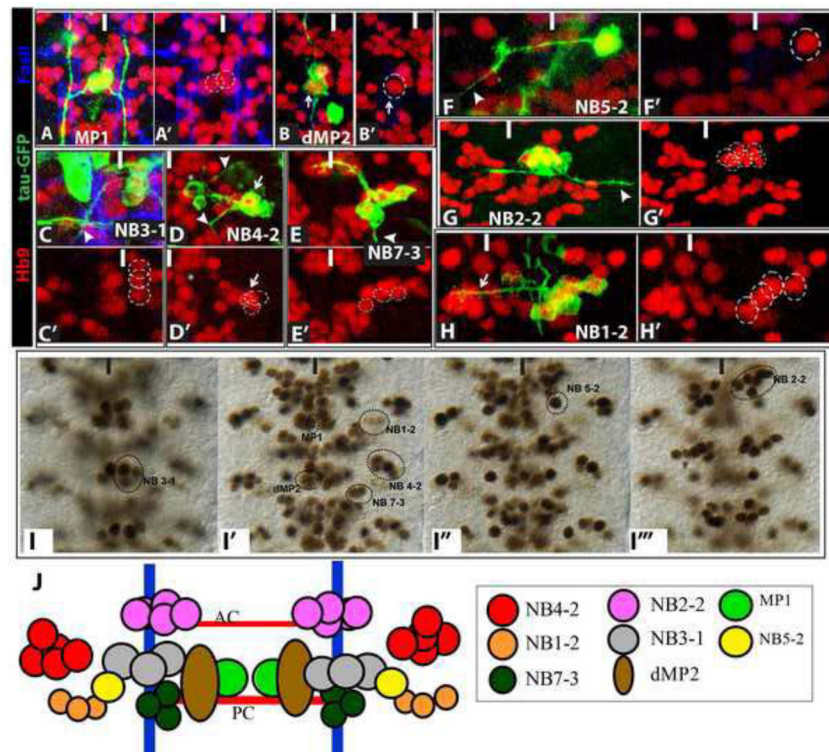 Hb9 tau-GFP FasII
A MP1
A'
B dMP2
B'
F NB5-2
F'
C NB3-1
D NB4-2
E NB7-3
G NB2-2
G'
C'
D'
E'
H NB1-2
H'
I NB 3-1
I' MP1 NB1-2 dMP2 NB 4-2 NB 7-3
I'' NB 5-2
I''' NB 2-2
J
AC
PC
NB4-2 NB2-2 MP1
NB1-2 NB3-1 NB5-2
NB7-3 dMP2